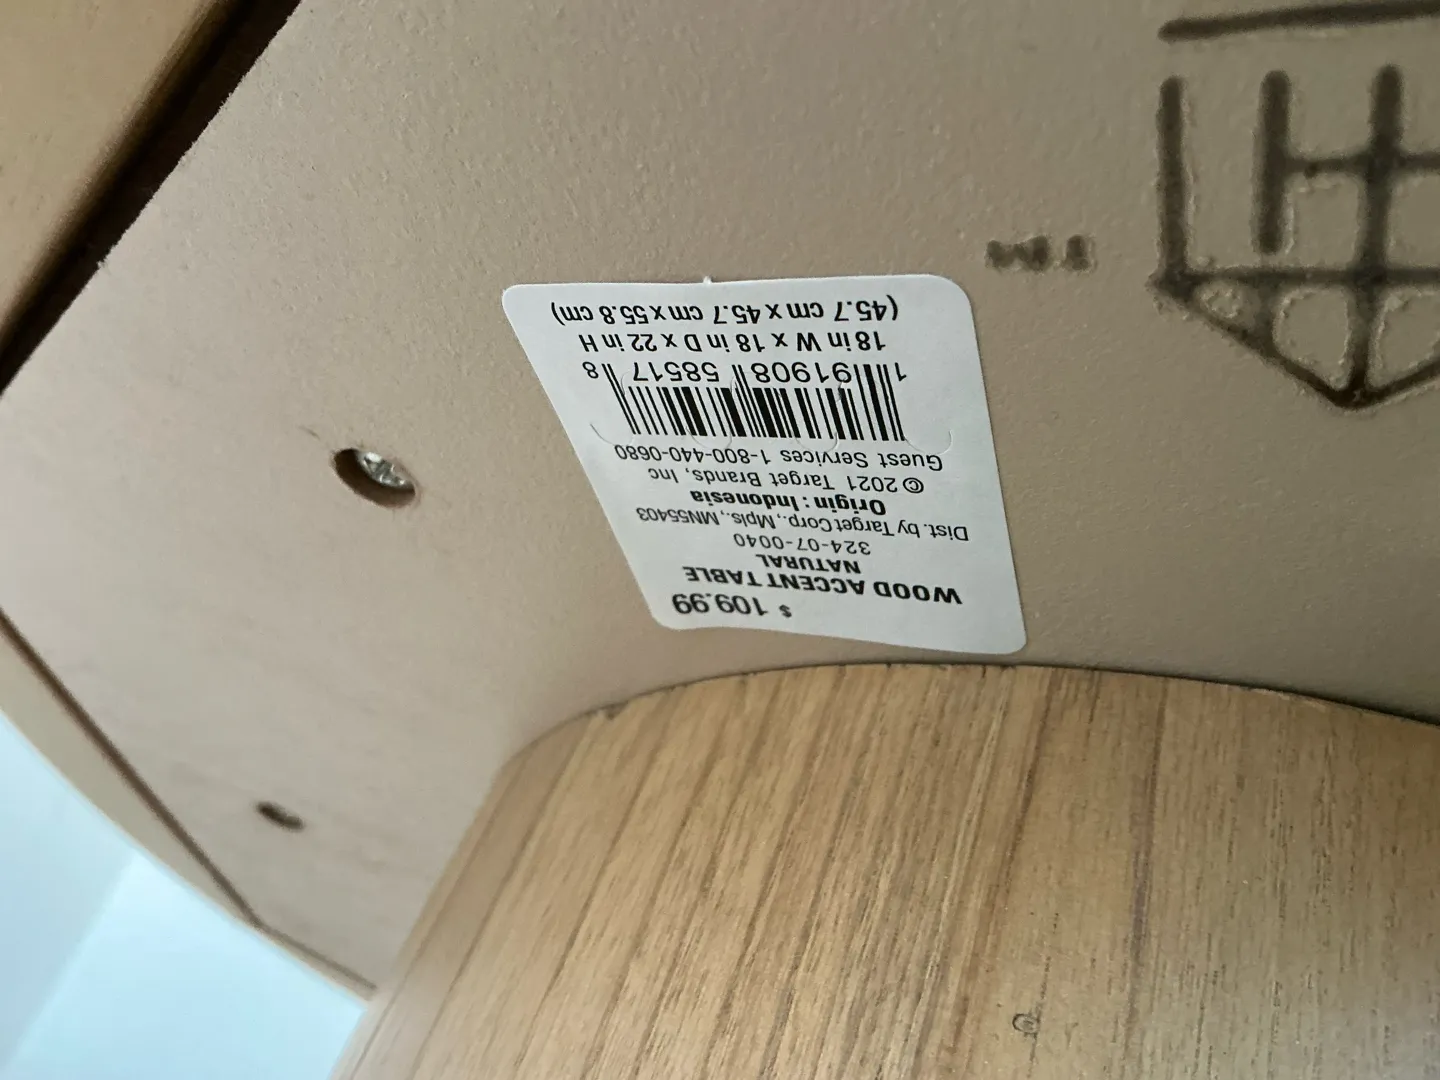 $ 109.99
WOOD ACCENT TABLE
NATURAL
324-07-0040
Dist. by Target Corp., Mpls., MN55403
Origin : Indonesia
© 2021 Target Brands, Inc
Guest Services 1-800-440-0680
1 91908 58517 8
18 in W x 18 in D x 22 in H
(45.7 cm x 45.7 cm x 55.8 cm)
TM
H